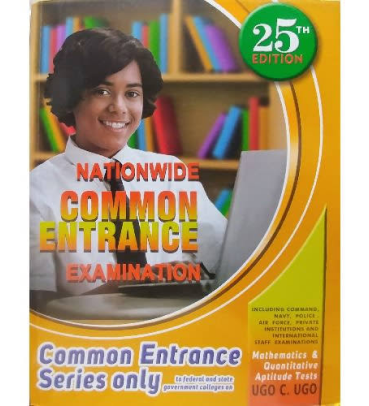 25TH
EDITION
NATIONWIDE
COMMON
ENTRANCE
EXAMINATION
INCLUDING COMMAND,
NAVY, POLICE,
AIR FORCE, PRIVATE
INSTITUTIONS AND
INTERNATIONAL
STAFF EXAMINATIONS
Common Entrance
Series only
to federal and state
government colleges on
Mathematics &
Quantitative
Aptitude Tests
UGO C. UGO